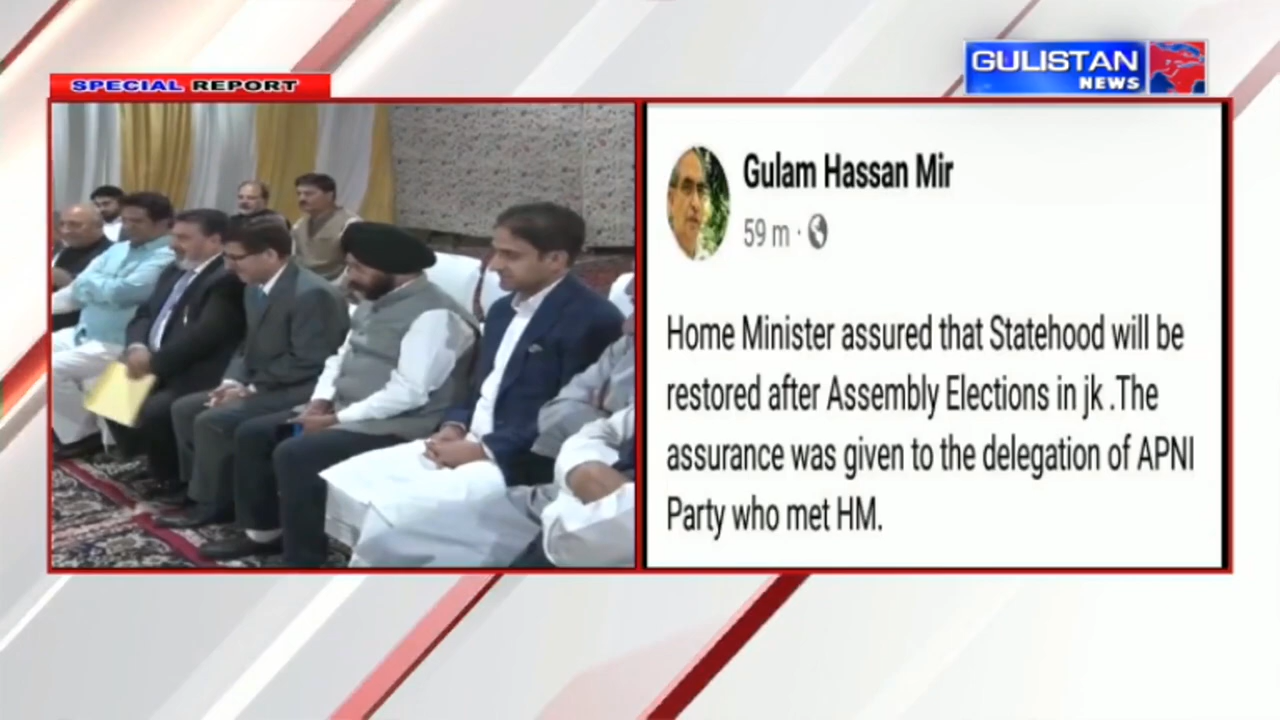 SPECIAL REPORT
GULISTAN
NEWS
Gulam Hassan Mir
59 m ·
Home Minister assured that Statehood will be
restored after Assembly Elections in jk .The
assurance was given to the delegation of APNI
Party who met HM.